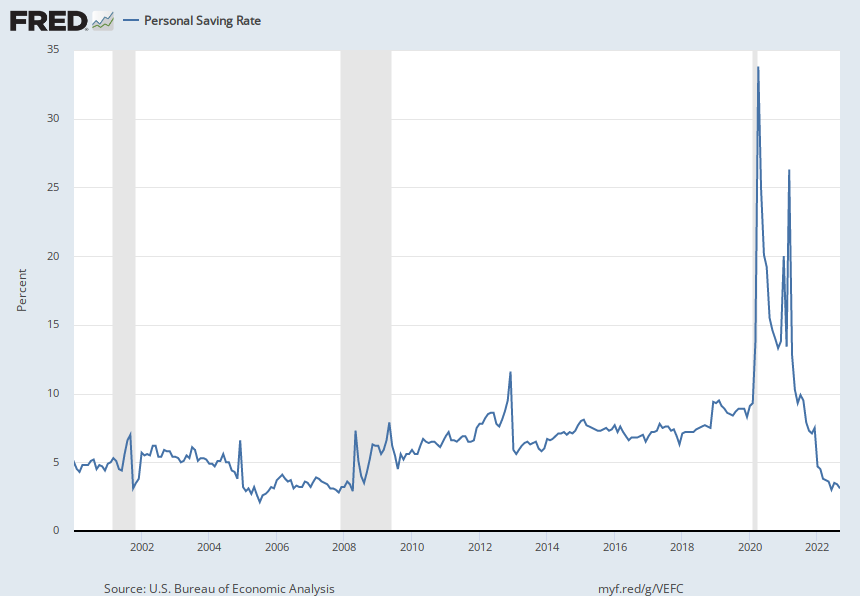 FRED Personal Saving Rate
35
30
25
20
15
10
5
0
Percent
2002 2004 2006 2008 2010 2012 2014 2016 2018 2020 2022
Source: U.S. Bureau of Economic Analysis myf.red/g/VEFC